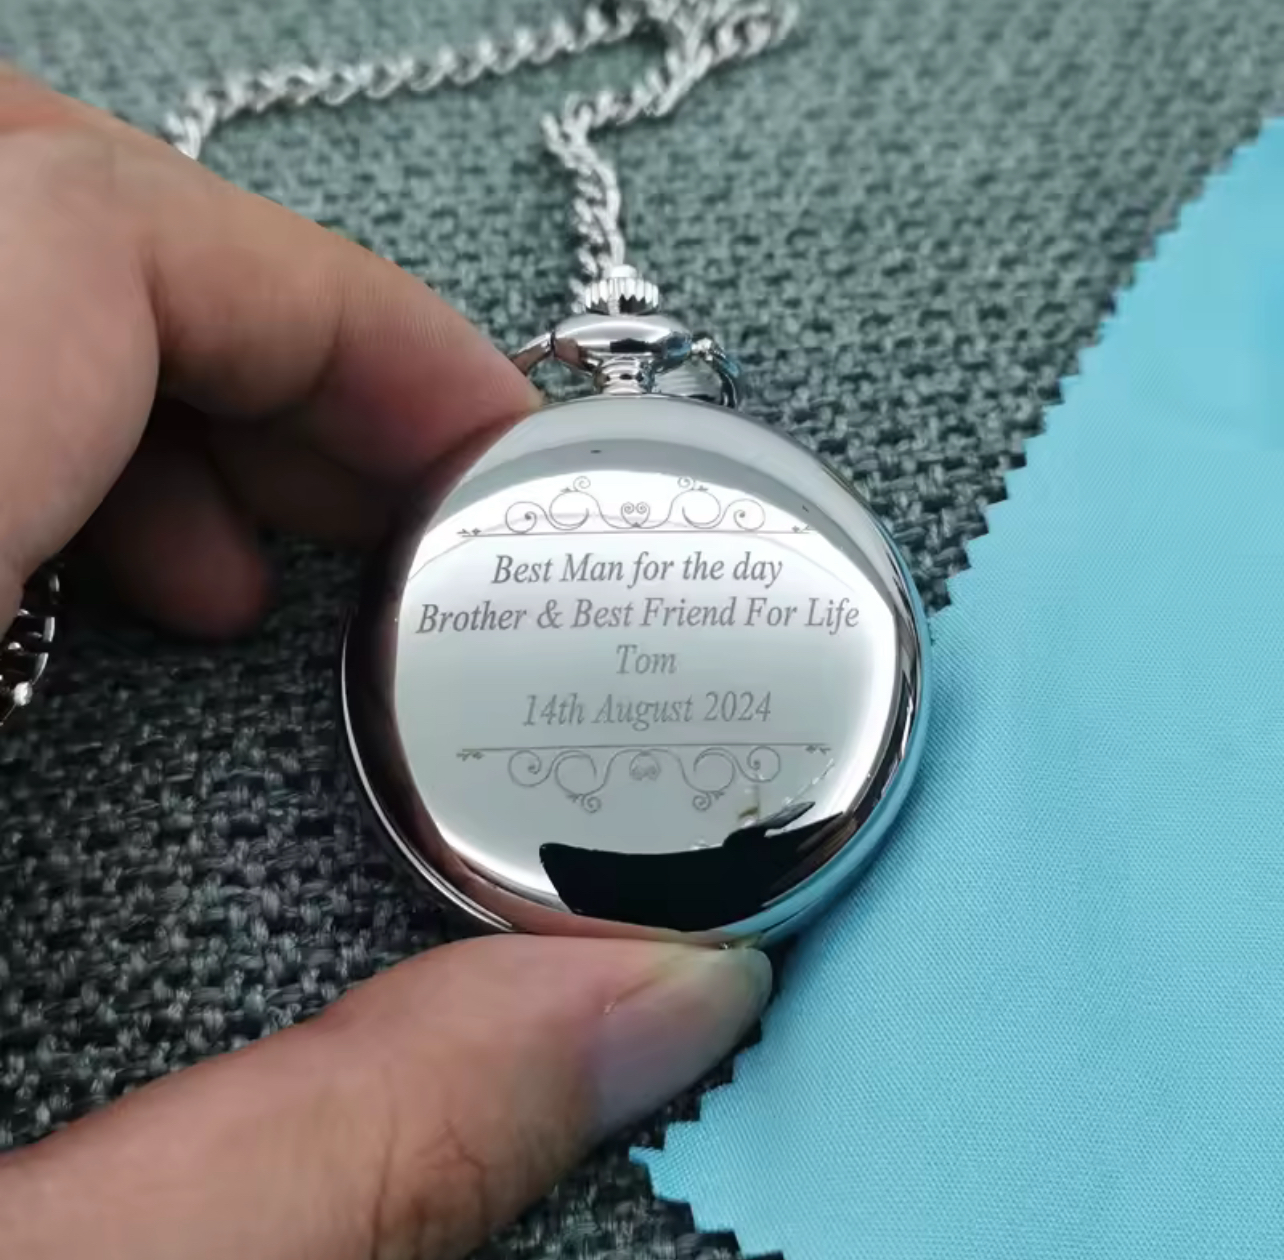 Best Man for the day
Brother & Best Friend For Life
Tom
14th August 2024